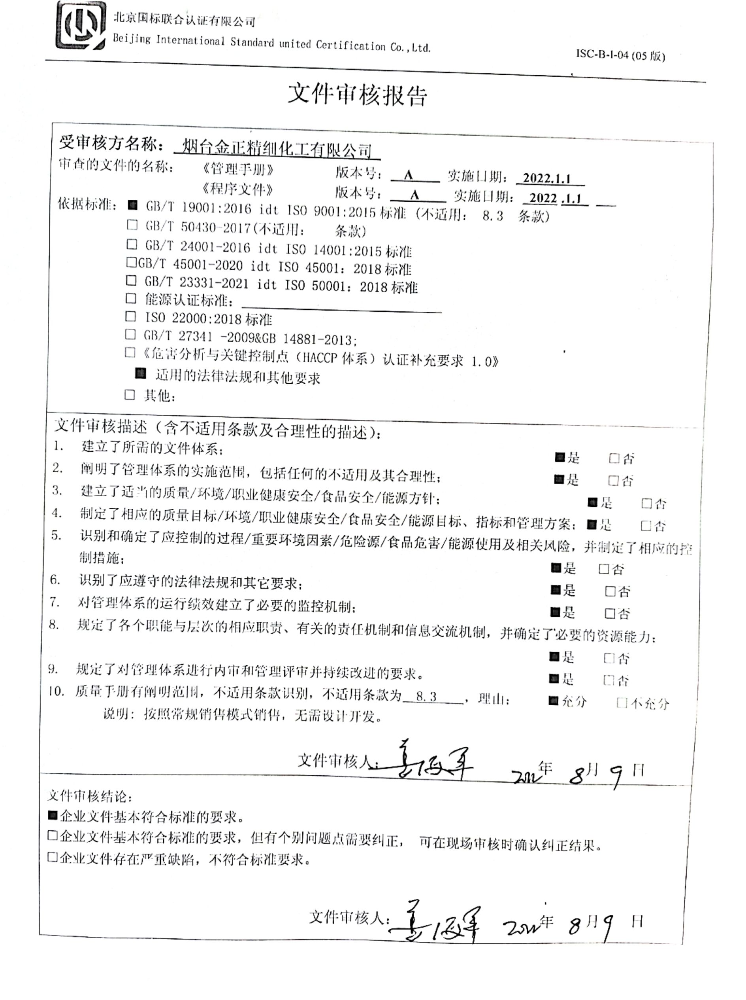 北京国标联合认证有限公司
Beijing International Standard united Certification Co.,Ltd.
ISC-B-I-04 (05 版)
文件审核报告
受审核方名称： 烟台金正精细化工有限公司
审查的文件的名称： 《管理手册》 版本号： A 实施日期： 2022.1.1
《程序文件》 版本号： A 实施日期： 2022 .1.1
依据标准：■ GB/T 19001:2016 idt ISO 9001:2015 标准（不适用： 8.3 条款）
□ GB/T 50430-2017(不适用： 条款)
□ GB/T 24001-2016 idt ISO 14001:2015 标准
□GB/T 45001-2020 idt ISO 45001：2018 标准
□ GB/T 23331-2021 idt ISO 50001：2018 标准
□ 能源认证标准：
□ ISO 22000:2018 标准
□ GB/T 27341 -2009&GB 14881-2013;
□《危害分析与关键控制点（HACCP 体系）认证补充要求 1.0》
■ 适用的法律法规和其他要求
□ 其他：
文件审核描述（含不适用条款及合理性的描述）：
1. 建立了所需的文件体系； ■是 □否
2. 阐明了管理体系的实施范围，包括任何的不适用及其合理性； ■是 □否
3. 建立了适当的质量/环境/职业健康安全/食品安全/能源方针； ■是 □否
4. 制定了相应的质量目标/环境/职业健康安全/食品安全/能源目标、指标和管理方案；■是 □否
5. 识别和确定了应控制的过程/重要环境因素/危险源/食品危害/能源使用及相关风险，并制定了相应的控
制措施； ■是 □否
6. 识别了应遵守的法律法规和其它要求； ■是 □否
7. 对管理体系的运行绩效建立了必要的监控机制； ■是 □否
8. 规定了各个职能与层次的相应职责、有关的责任机制和信息交流机制，并确定了必要的资源能力；
■是 □否
9. 规定了对管理体系进行内审和管理评审并持续改进的要求。 ■是 □否
10. 质量手册有阐明范围，不适用条款识别，不适用条款为 8.3 ，理由： ■充分 □不充分
说明：按照常规销售模式销售，无需设计开发。
文件审核人： 姜海军 2022年 8月 9 日
文件审核结论：
■企业文件基本符合标准的要求。
□企业文件基本符合标准的要求，但有个别问题点需要纠正， 可在现场审核时确认纠正结果。
□企业文件存在严重缺陷，不符合标准要求。
文件审核人： 姜海军 2022年 8月9 日